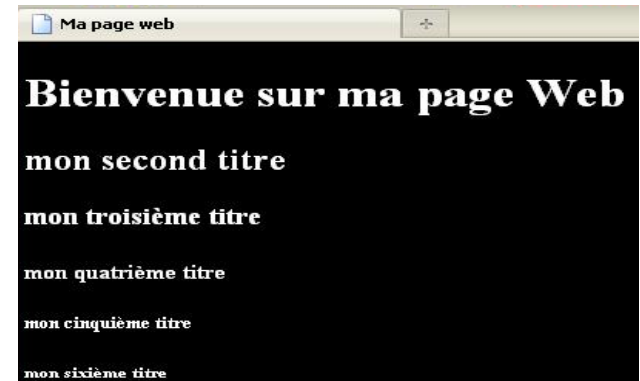 Ma page web
Bienvenue sur ma page Web
mon second titre
mon troisième titre
mon quatrième titre
mon cinquième titre
mon sixième titre